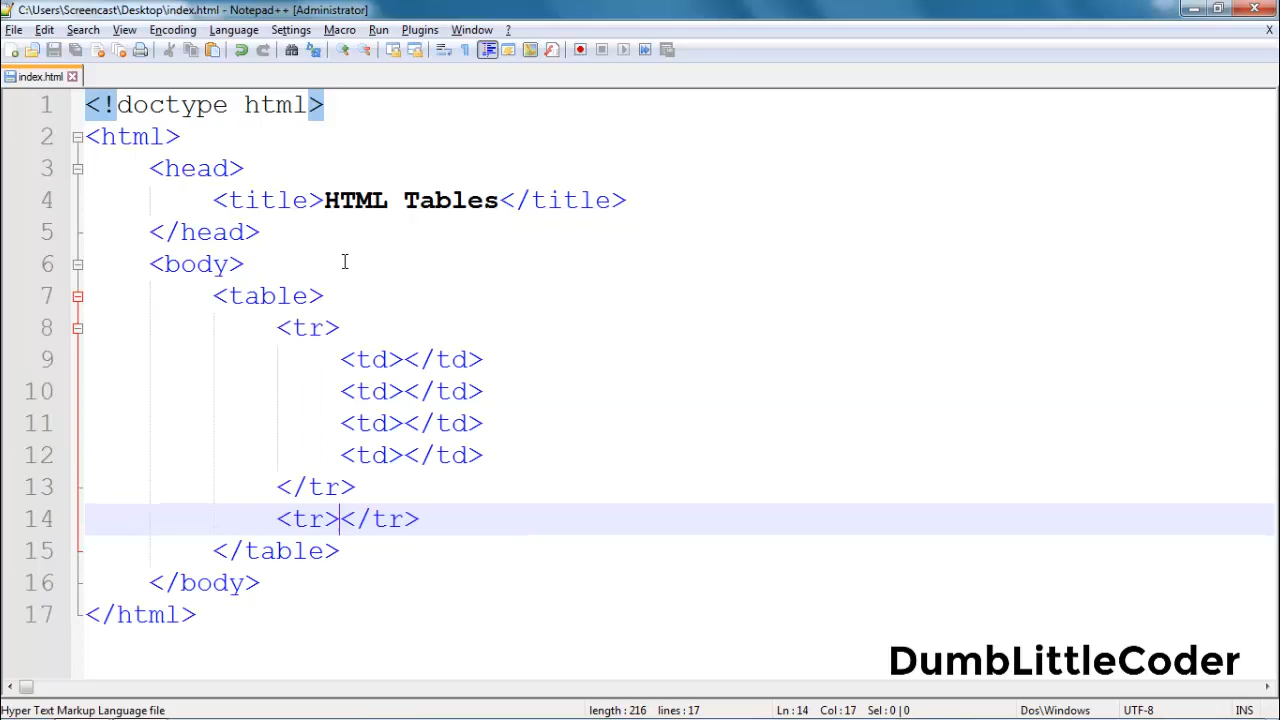 C:\Users\Screencast\Desktop\index.html - Notepad++ [Administrator]
File Edit Search View Encoding Language Settings Macro Run Plugins Window ? X
index.html
1 <!doctype html>
2 <html>
3 <head>
4 <title>HTML Tables</title>
5 </head>
6 <body>
7 <table>
8 <tr>
9 <td></td>
10 <td></td>
11 <td></td>
12 <td></td>
13 </tr>
14 <tr></tr>
15 </table>
16 </body>
17 </html>
DumbLittleCoder
Hyper Text Markup Language file length : 216 lines : 17 Ln : 14 Col : 17 Sel : 0 | 0 Dos\Windows UTF-8 INS